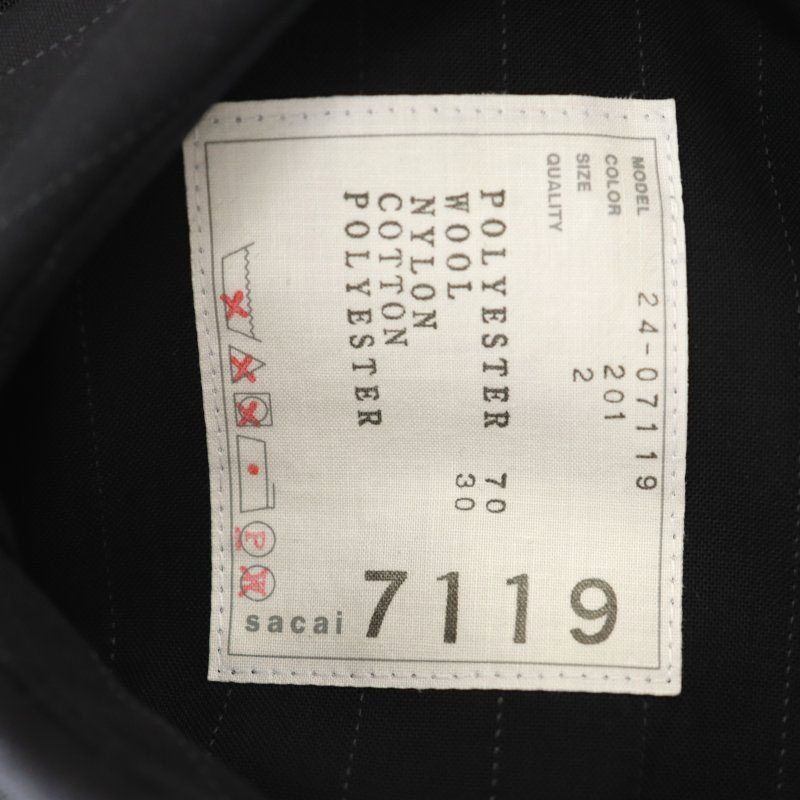 MODEL 24-07119
COLOR 201
SIZE 2
QUALITY
POLYESTER 70
WOOL 30
NYLON
COTTON
POLYESTER
P
W
sacai 7119